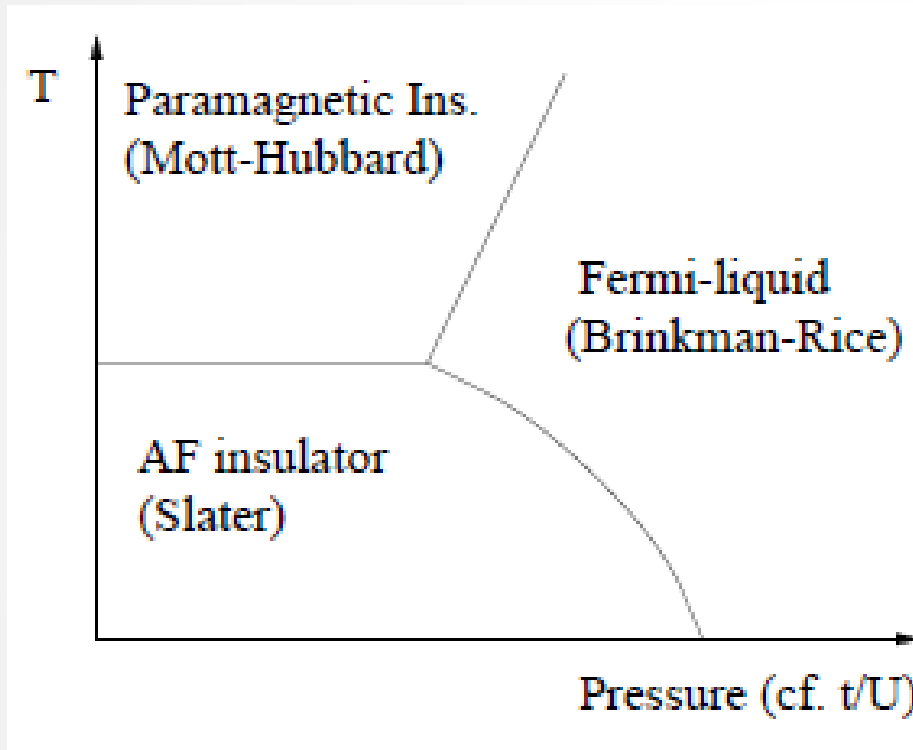 T
Paramagnetic Ins.
(Mott-Hubbard)
Fermi-liquid
(Brinkman-Rice)
AF insulator
(Slater)
Pressure (cf. t/U)